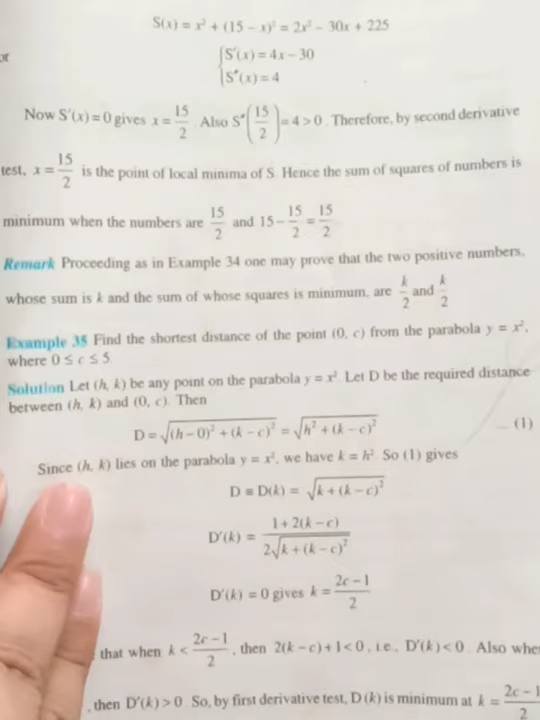 S(x) = x² + (15 – x)² = 2x² – 30x + 225
or
{S′(x) = 4x – 30
S″(x) = 4
Now S′(x) = 0 gives x = 15/2. Also S″(15/2) = 4 > 0. Therefore, by second derivative
test, x = 15/2 is the point of local minima of S. Hence the sum of squares of numbers is
minimum when the numbers are 15/2 and 15 – 15/2 = 15/2
Remark Proceeding as in Example 34 one may prove that the two positive numbers,
whose sum is k and the sum of whose squares is minimum, are k/2 and k/2
Example 35 Find the shortest distance of the point (0, c) from the parabola y = x²,
where 0 ≤ c ≤ 5
Solution Let (h, k) be any point on the parabola y = x². Let D be the required distance
between (h, k) and (0, c). Then
D = √((h – 0)² + (k – c)²) = √(h² + (k – c)²) ... (1)
Since (h, k) lies on the parabola y = x², we have k = h². So (1) gives
D ≡ D(k) = √(k + (k – c)²)
D′(k) = (1 + 2(k – c))/(2√(k + (k – c)²))
D′(k) = 0 gives k = (2c – 1)/2
that when k < (2c – 1)/2, then 2(k – c) + 1 < 0, i.e., D′(k) < 0. Also when
, then D′(k) > 0. So, by first derivative test, D (k) is minimum at k = (2c – 1)/2